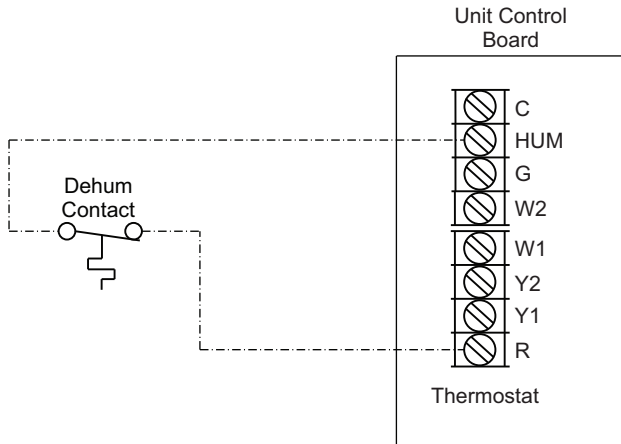 Unit Control
Board
C
HUM
G
W2
Dehum
Contact
W1
Y2
Y1
R
Thermostat